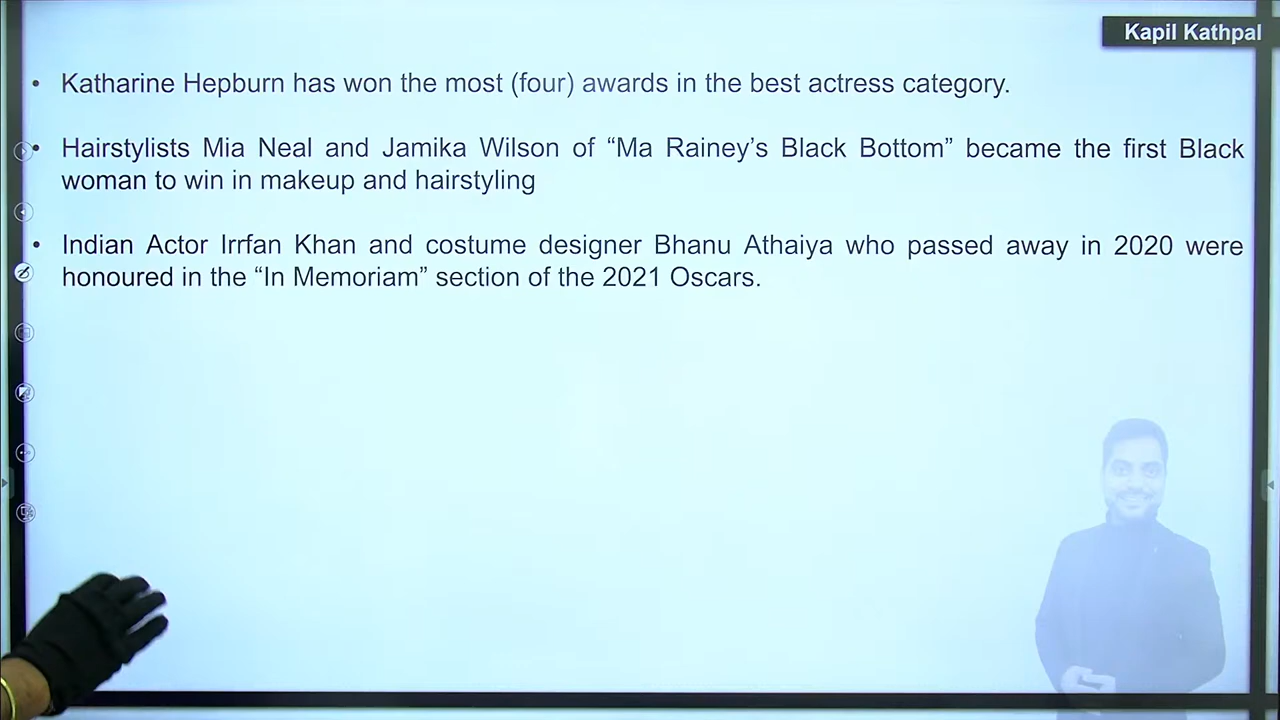 Kapil Kathpal
• Katharine Hepburn has won the most (four) awards in the best actress category.
• Hairstylists Mia Neal and Jamika Wilson of “Ma Rainey’s Black Bottom” became the first Black
woman to win in makeup and hairstyling
• Indian Actor Irrfan Khan and costume designer Bhanu Athaiya who passed away in 2020 were
honoured in the “In Memoriam” section of the 2021 Oscars.